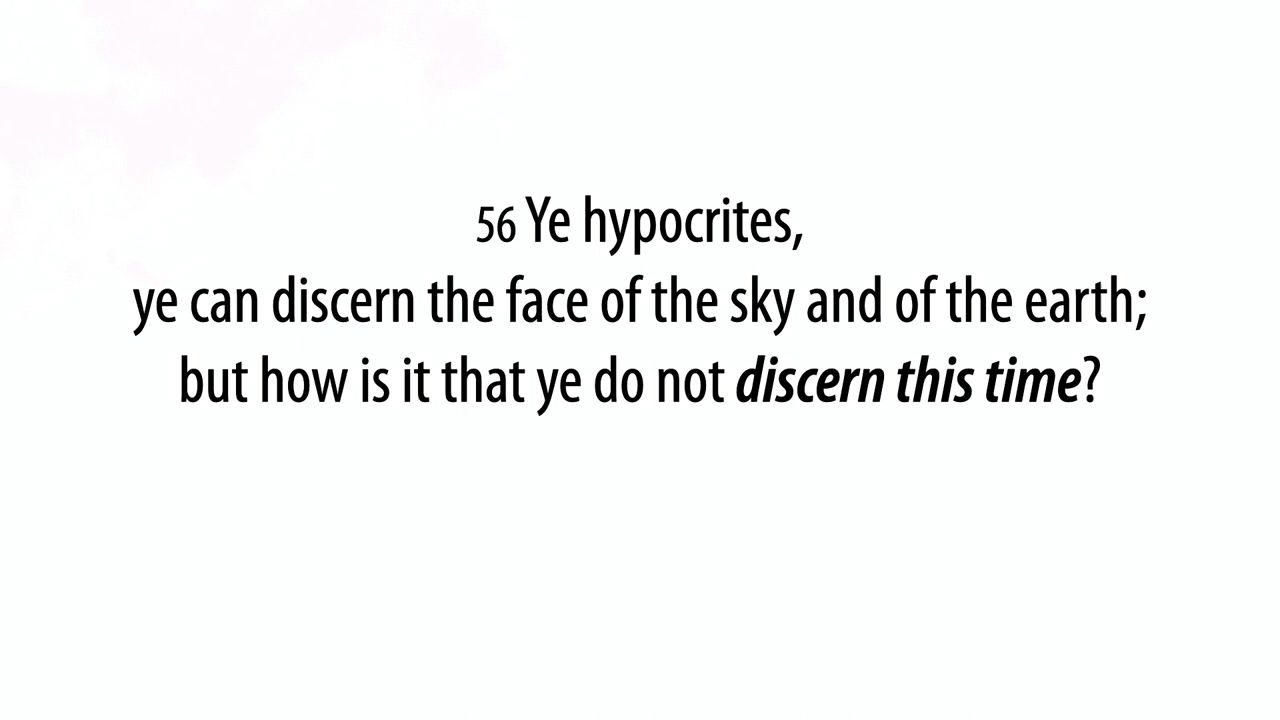 56 Ye hypocrites,
ye can discern the face of the sky and of the earth;
but how is it that ye do not discern this time?